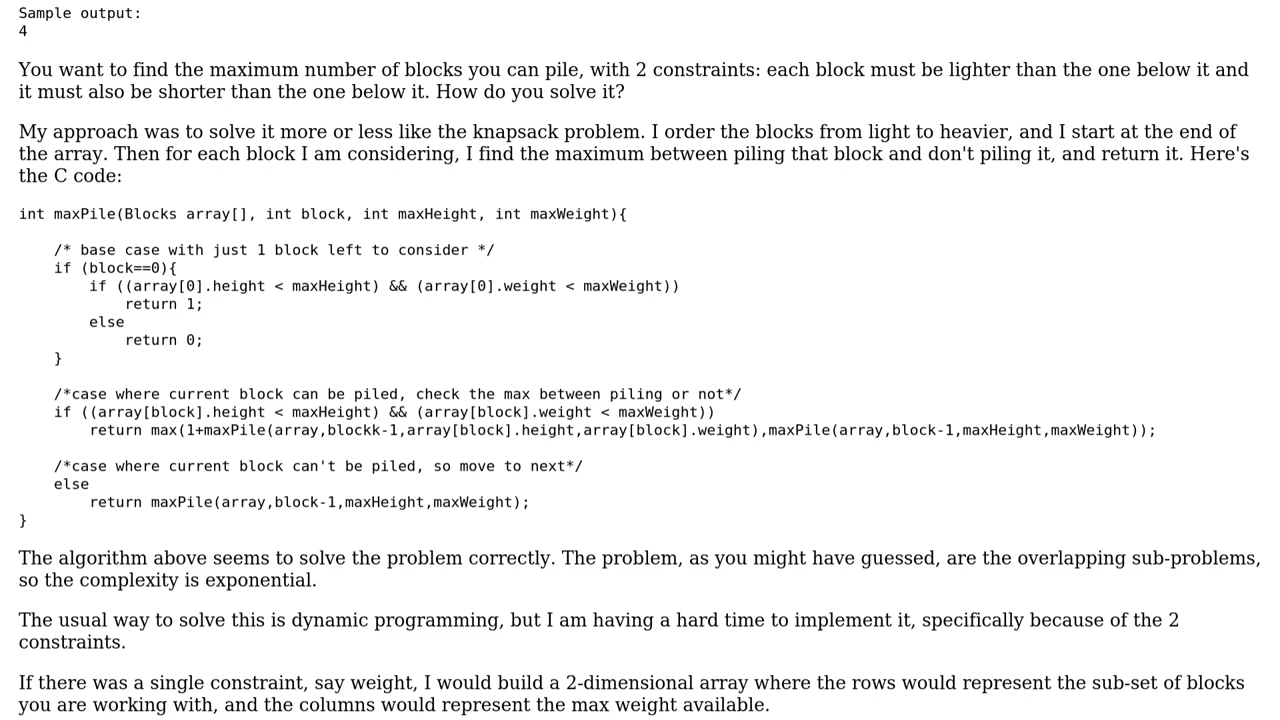 Sample output:
4
You want to find the maximum number of blocks you can pile, with 2 constraints: each block must be lighter than the one below it and
it must also be shorter than the one below it. How do you solve it?
My approach was to solve it more or less like the knapsack problem. I order the blocks from light to heavier, and I start at the end of
the array. Then for each block I am considering, I find the maximum between piling that block and don't piling it, and return it. Here's
the C code:
int maxPile(Blocks array[], int block, int maxHeight, int maxWeight){
    /* base case with just 1 block left to consider */
    if (block==0){
        if ((array[0].height < maxHeight) && (array[0].weight < maxWeight))
            return 1;
        else
            return 0;
    }
    /*case where current block can be piled, check the max between piling or not*/
    if ((array[block].height < maxHeight) && (array[block].weight < maxWeight))
        return max(1+maxPile(array,blockk-1,array[block].height,array[block].weight),maxPile(array,block-1,maxHeight,maxWeight));
    /*case where current block can't be piled, so move to next*/
    else
        return maxPile(array,block-1,maxHeight,maxWeight);
}
The algorithm above seems to solve the problem correctly. The problem, as you might have guessed, are the overlapping sub-problems,
so the complexity is exponential.
The usual way to solve this is dynamic programming, but I am having a hard time to implement it, specifically because of the 2
constraints.
If there was a single constraint, say weight, I would build a 2-dimensional array where the rows would represent the sub-set of blocks
you are working with, and the columns would represent the max weight available.